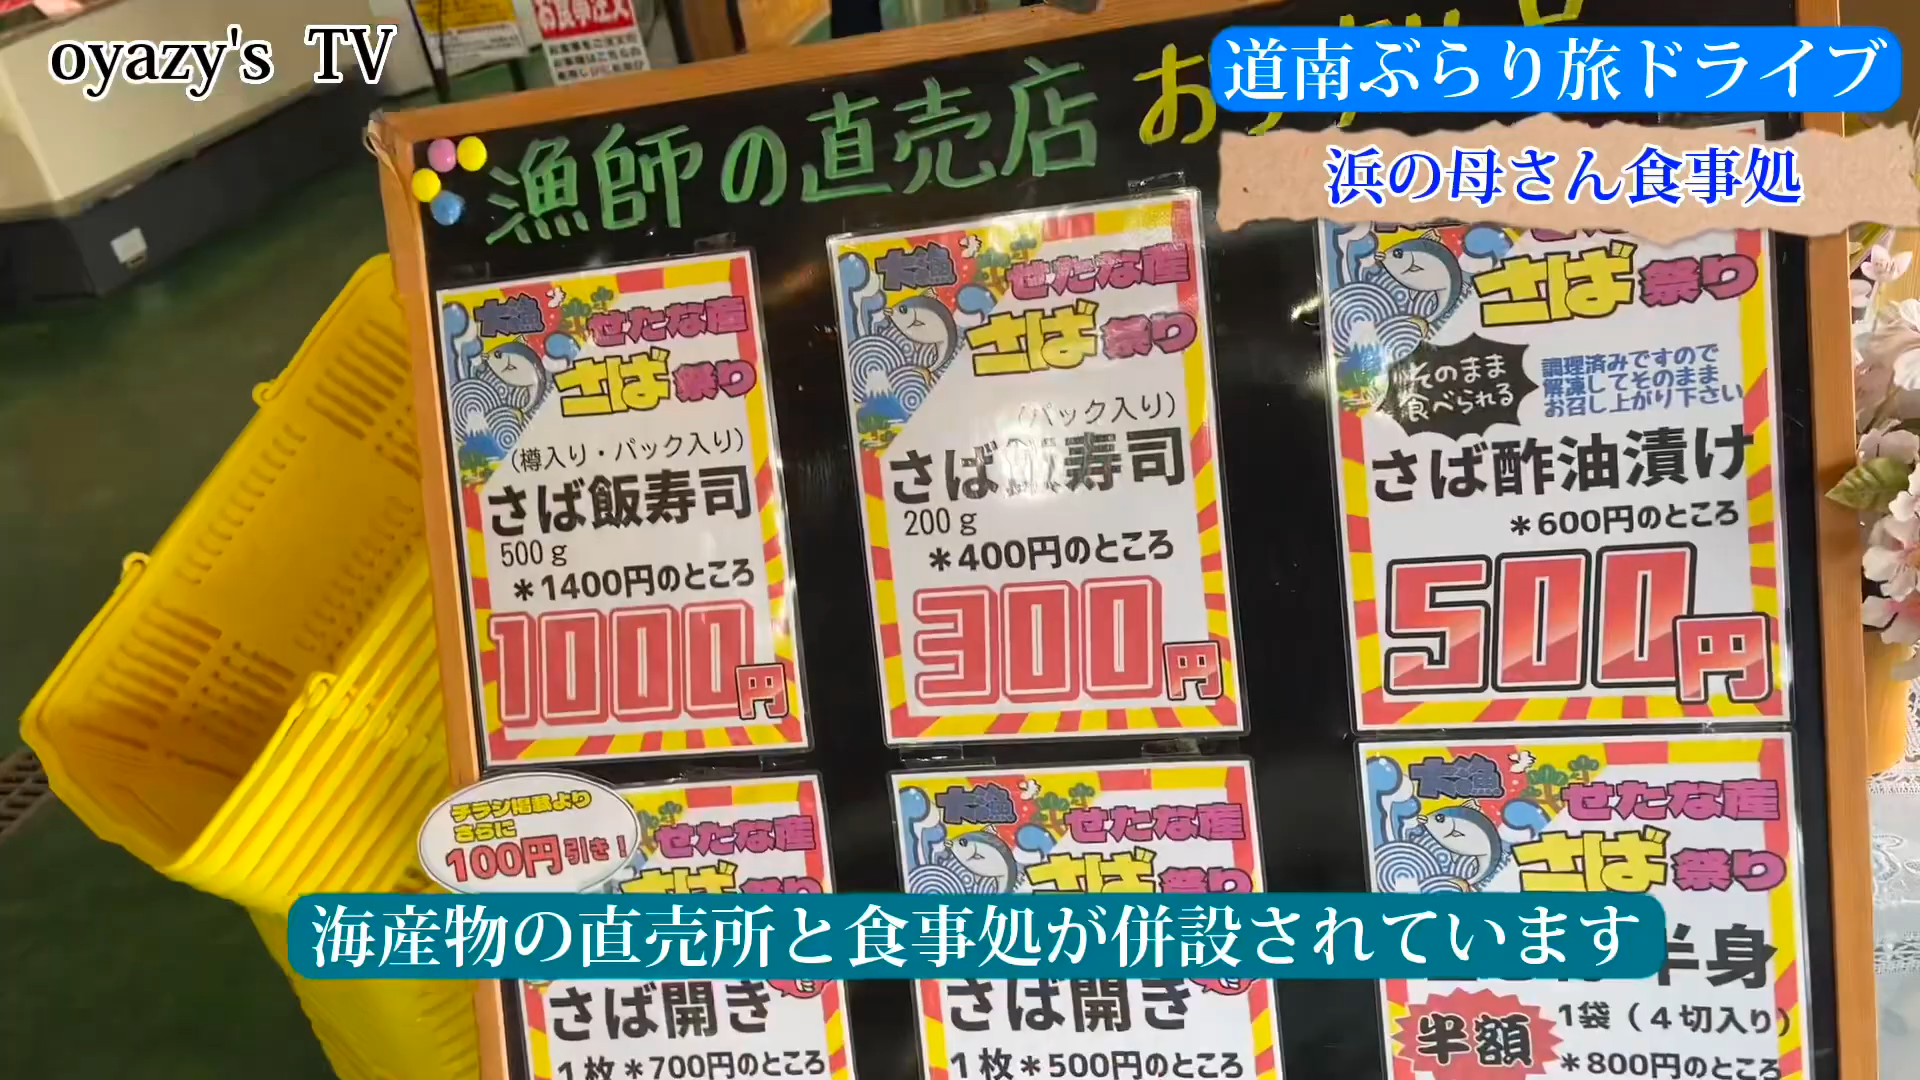 oyazy's TV
道南ぶらり旅ドライブ
浜の母さん食事処
漁師の直売店
大漁
せたな産
さば祭り
(樽入り・パック入り)
さば飯寿司
500g
*1400円のところ
1000円
大漁
せたな産
さば祭り
(パック入り)
さば飯寿司
200g
*400円のところ
300円
さば祭り
そのまま
食べられる
調理済みですので
解凍してそのまま
お召し上がり下さい
さば酢油漬け
*600円のところ
500円
チラシ掲載より
さらに
100円引き!
せたな産
さば祭り
さば開き
1枚*700円のところ
大漁
せたな産
さば祭り
さば開き
1枚*500円のところ
大漁
せたな産
さば祭り
半身
半額
1袋(4切入り)
*800円のところ
海産物の直売所と食事処が併設されています